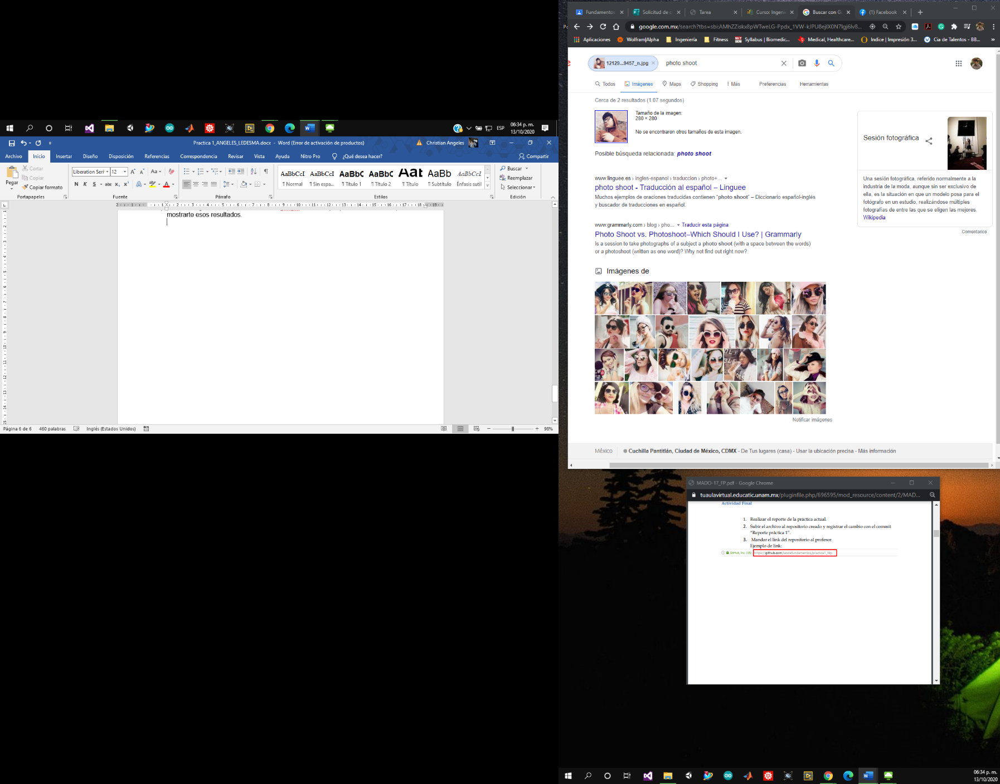 06:34 p. m.
ESP
13/10/2020
Practica 1_ANGELES_LEDESMA.docx - Word (Error de activación de productos)
Christian Angeles
Archivo Inicio Insertar Diseño Disposición Referencias Correspondencia Revisar Vista Ayuda Nitro Pro ¿Qué desea hacer? Compartir
Pegar
Cortar
Copiar
Copiar formato
Portapapeles
Liberation Seri 12
N K S abc x₂ x²
Fuente
Párrafo
AaBbCcI AaBbCcI AaBbC AaBbC AaB AaBb AaBbCcL
¶ Normal ¶ Sin espa... ¶ Título 1 ¶ Título 2 ¶ Título ¶ Subtítulo Énfasis sutil
Estilos
Buscar
Reemplazar
Seleccionar
Edición
mostrarte esos resultados.
Página 6 de 6 460 palabras Inglés (Estados Unidos) 98%
Fundamentos Solicitud de c Tarea Curso: Ingeni Buscar con Go (1) Facebook
google.com.mx/search?tbs=sbi:AMhZZiskx8pWTweLG-Ppdx_1VW-kJPU8ejlX0N7lgj6lv8...
Aplicaciones Wolfram|Alpha Ingeniería Fitness Syllabus | Biomedic... Medical, Healthcare... Indice | Impresión 3... Cia de Talentos - BB... »
12129...9457_n.jpg photo shoot
Todos Imágenes Maps Shopping Más Preferencias Herramientas
Cerca de 2 resultados (1.07 segundos)
Tamaño de la imagen:
280 × 280
No se encontraron otros tamaños de esta imagen.
Posible búsqueda relacionada: photo shoot
www.linguee.es › ingles-espanol › traduccion › photo+...
photo shoot - Traducción al español – Linguee
Muchos ejemplos de oraciones traducidas contienen "photo shoot" – Diccionario español-inglés
y buscador de traducciones en español.
www.grammarly.com › blog › pho... Traducir esta página
Photo Shoot vs. Photoshoot–Which Should I Use? | Grammarly
Is a session to take photographs of a subject a photo shoot (with a space between the words)
or a photoshoot (written as one word)? Why not find out right now?
Imágenes de
Notificar imágenes
Sesión fotográfica
Una sesión fotográfica, referido normalmente a la
industria de la moda, aunque sin ser exclusivo de
ella, es la situación en que un modelo posa para el
fotógrafo en un estudio, realizándose múltiples
fotografías de entre las que se eligen las mejores.
Wikipedia
Comentarios
México Cuchilla Pantitlán, Ciudad de México, CDMX - De Tus lugares (casa) - Usar la ubicación precisa - Más información
MADO-17_FP.pdf - Google Chrome
tuaulavirtual.educatic.unam.mx/pluginfile.php/696595/mod_resource/content/2/MAD...
Actividad Final
1. Realizar el reporte de la práctica actual.
2. Subir el archivo al repositorio creado y registrar el cambio con el commit
"Reporte práctica 1".
3. Mandar el link del repositorio al profesor.
Ejemplo de link:
GitHub, Inc. (US) https://github.com/labdefundamentos/practica1_fdp
06:34 p. m.
13/10/2020